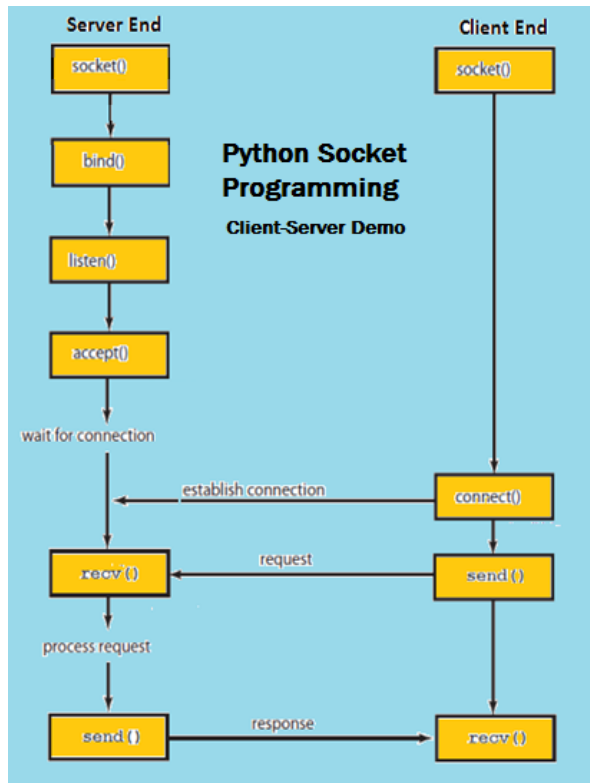 Server End
Client End
socket()
socket()
bind()
Python Socket
Programming
Client-Server Demo
listen()
accept()
wait for connection
establish connection
connect()
recv()
request
send()
process request
send()
response
recv()